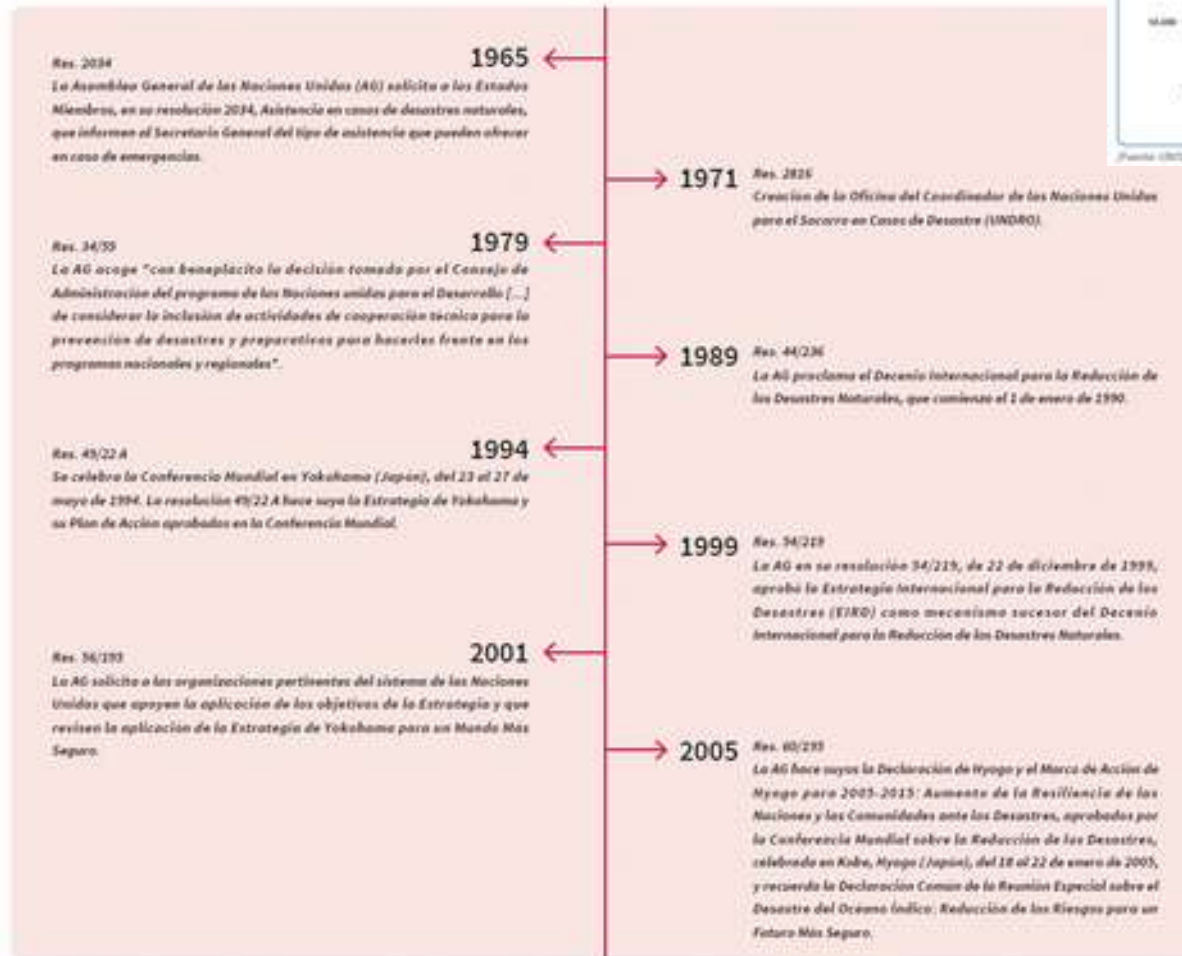 1965
Res. 2034
La Asamblea General de las Naciones Unidas (AG) solicita a los Estados
Miembros, en su resolución 2034, Asistencia en casos de desastres naturales,
que informen al Secretario General del tipo de asistencia que pueden ofrecer
en caso de emergencias.
1971
Res. 2816
Creación de la Oficina del Coordinador de las Naciones Unidas
para el Socorro en Casos de Desastre (UNDRO).
1979
Res. 34/55
La AG acoge "con beneplácito la decisión tomada por el Consejo de
Administración del programa de las Naciones unidas para el Desarrollo [...]
de considerar la inclusión de actividades de cooperación técnica para la
prevención de desastres y preparativos para hacerles frente en los
programas nacionales y regionales".
1989
Res. 44/236
La AG proclama el Decenio Internacional para la Reducción de
los Desastres Naturales, que comienza el 1 de enero de 1990.
1994
Res. 49/22 A
Se celebra la Conferencia Mundial en Yokohama (Japón), del 23 al 27 de
mayo de 1994. La resolución 49/22 A hace suya la Estrategia de Yokohama y
su Plan de Acción aprobados en la Conferencia Mundial.
1999
Res. 54/219
La AG en su resolución 54/219, de 22 de diciembre de 1999,
aprobó la Estrategia Internacional para la Reducción de los
Desastres (EIRD) como mecanismo sucesor del Decenio
Internacional para la Reducción de los Desastres Naturales.
2001
Res. 56/195
La AG solicita a las organizaciones pertinentes del sistema de las Naciones
Unidas que apoyen la aplicación de los objetivos de la Estrategia y que
revisen la aplicación de la Estrategia de Yokohama para un Mundo Más
Seguro.
2005
Res. 60/195
La AG hace suyos la Declaración de Hyogo y el Marco de Acción de
Hyogo para 2005-2015: Aumento de la Resiliencia de las
Naciones y las Comunidades ante los Desastres, aprobados por
la Conferencia Mundial sobre la Reducción de los Desastres,
celebrada en Kobe, Hyogo (Japón), del 18 al 22 de enero de 2005,
y recuerda la Declaración Común de la Reunión Especial sobre el
Desastre del Océano Índico: Reducción de los Riesgos para un
Futuro Más Seguro.